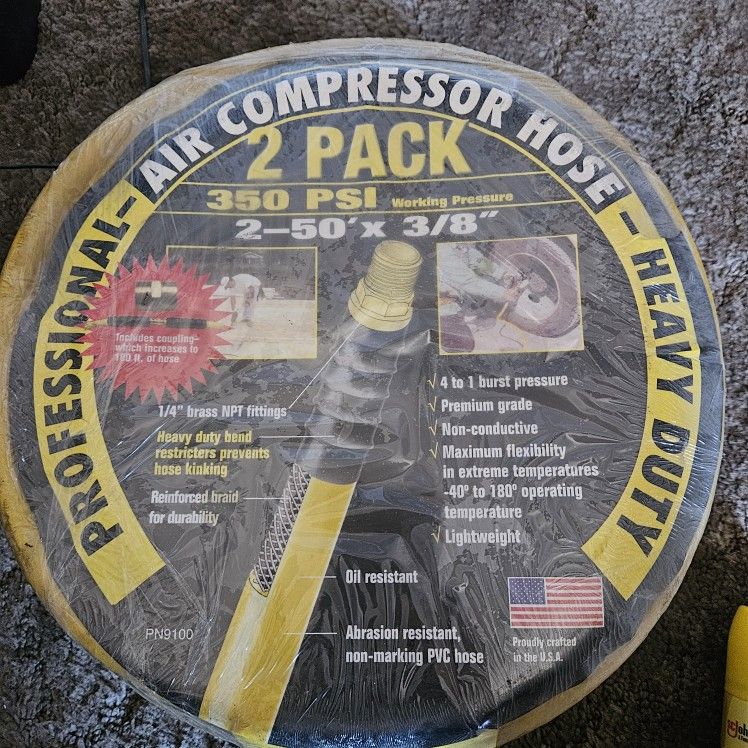 PROFESSIONAL – AIR COMPRESSOR HOSE – HEAVY DUTY
2 PACK
350 PSI Working Pressure
2–50' x 3/8"
Includes coupling–
which increases to
100 ft. of hose
1/4" brass NPT fittings
Heavy duty bend
restricters prevents
hose kinking
Reinforced braid
for durability
√ 4 to 1 burst pressure
√ Premium grade
√ Non-conductive
√ Maximum flexibility
in extreme temperatures
-40° to 180° operating
temperature
√ Lightweight
Oil resistant
Abrasion resistant,
non-marking PVC hose
PN9100
Proudly crafted
in the U.S.A.